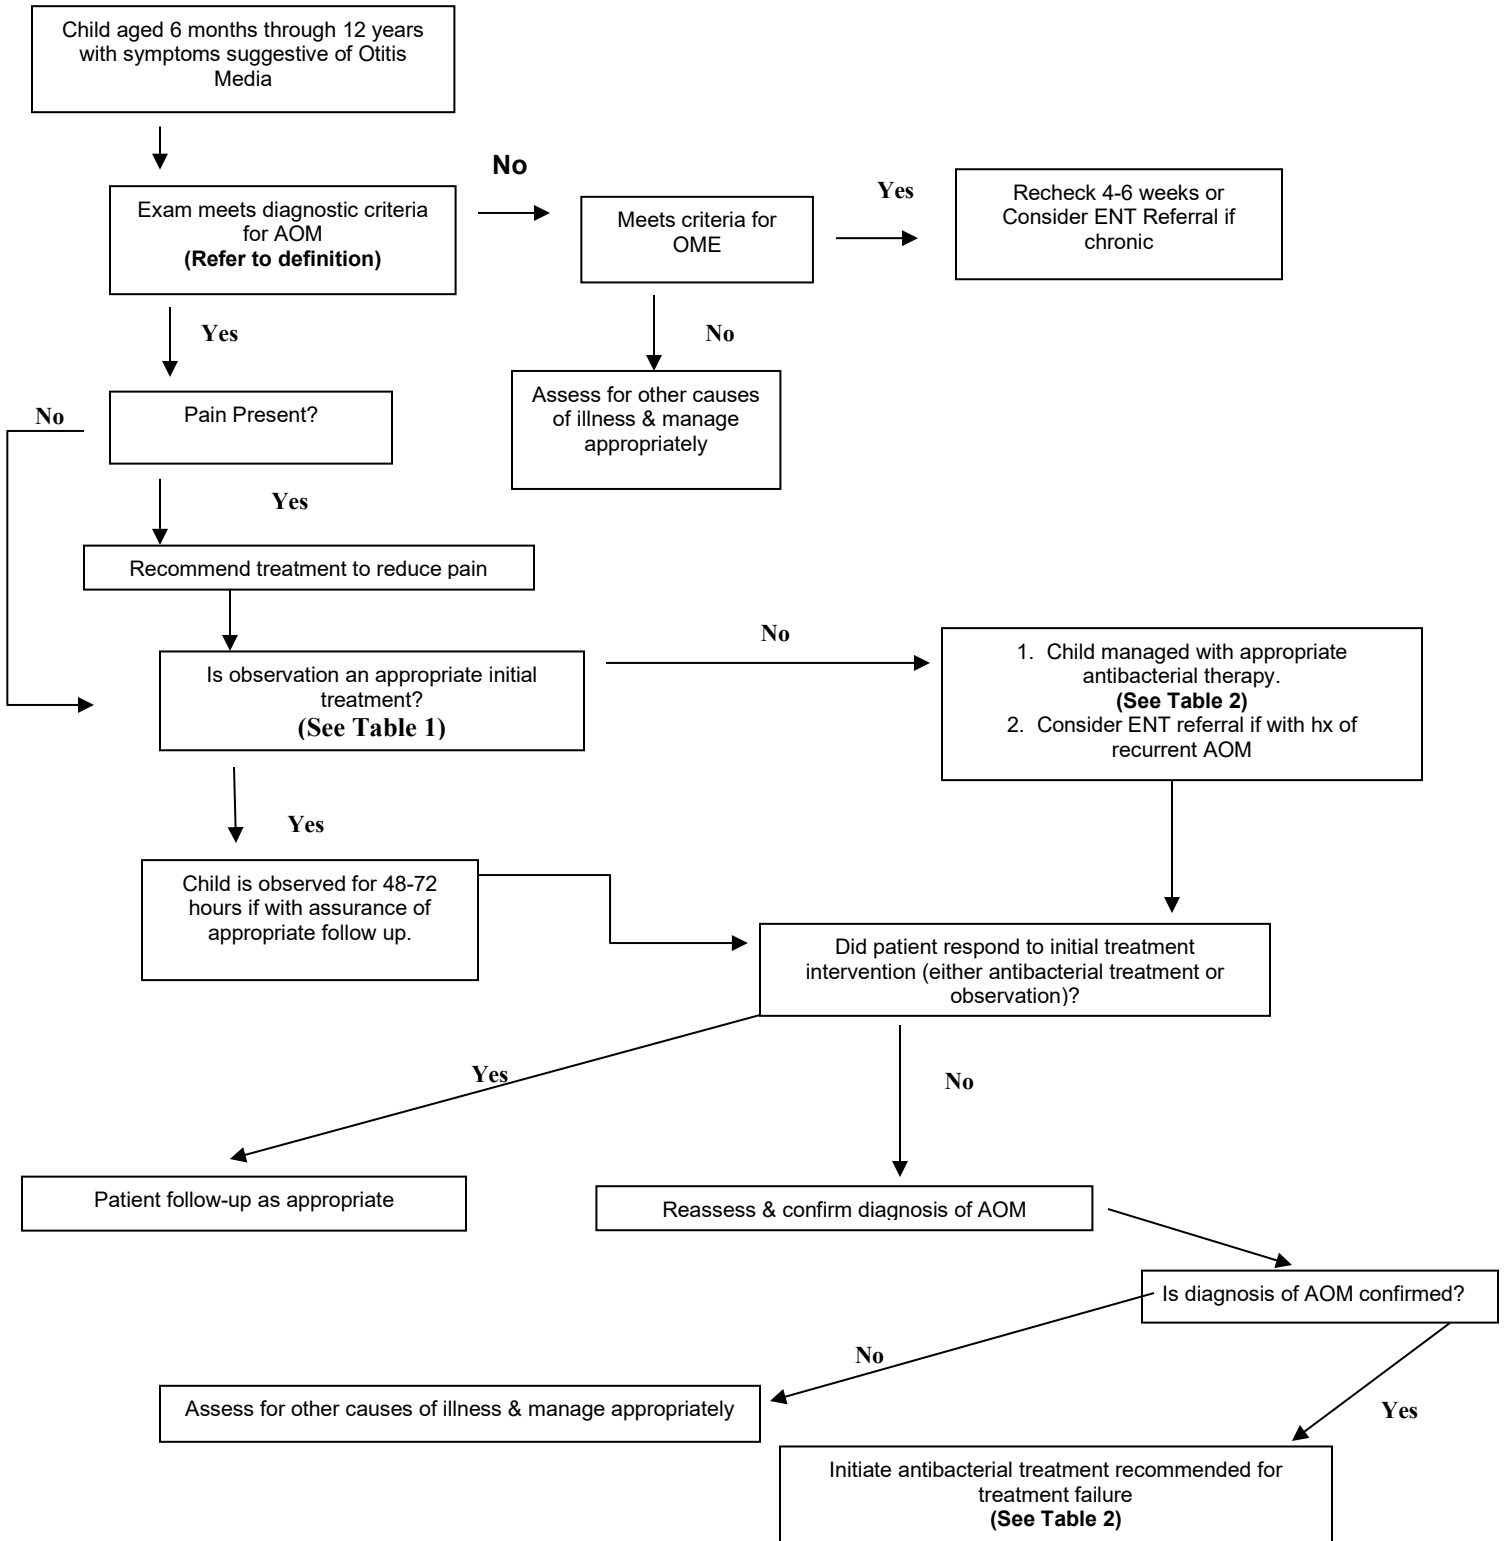 Child aged 6 months through 12 years
with symptoms suggestive of Otitis
Media
No
Exam meets diagnostic criteria
for AOM
(Refer to definition)
Meets criteria for
OME
Yes
Recheck 4-6 weeks or
Consider ENT Referral if
chronic
Yes
No
Assess for other causes
of illness & manage
appropriately
No
Pain Present?
Yes
Recommend treatment to reduce pain
Is observation an appropriate initial
treatment?
(See Table 1)
No
1. Child managed with appropriate
antibacterial therapy.
(See Table 2)
2. Consider ENT referral if with hx of
recurrent AOM
Yes
Child is observed for 48-72
hours if with assurance of
appropriate follow up.
Did patient respond to initial treatment
intervention (either antibacterial treatment or
observation)?
Yes
No
Patient follow-up as appropriate
Reassess & confirm diagnosis of AOM
Is diagnosis of AOM confirmed?
No
Assess for other causes of illness & manage appropriately
Yes
Initiate antibacterial treatment recommended for
treatment failure
(See Table 2)